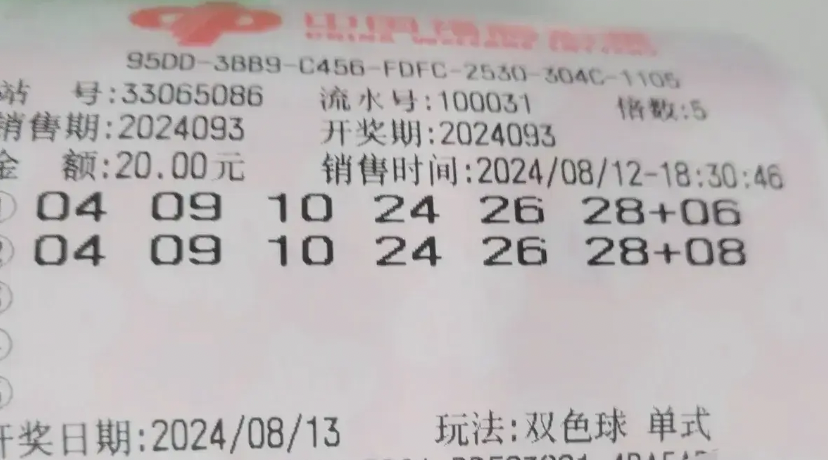 中国福利彩票
95DD-38B9-C456-FDFC-2530-304C-1105
站 号:33065086 流水号:100031 倍数:5
销售期:2024093 开奖期:2024093
金 额:20.00元 销售时间:2024/08/12-18:30:46
① 04 09 10 24 26 28+06
② 04 09 10 24 26 28+08
③
④
⑤
开奖日期:2024/08/13 玩法:双色球 单式